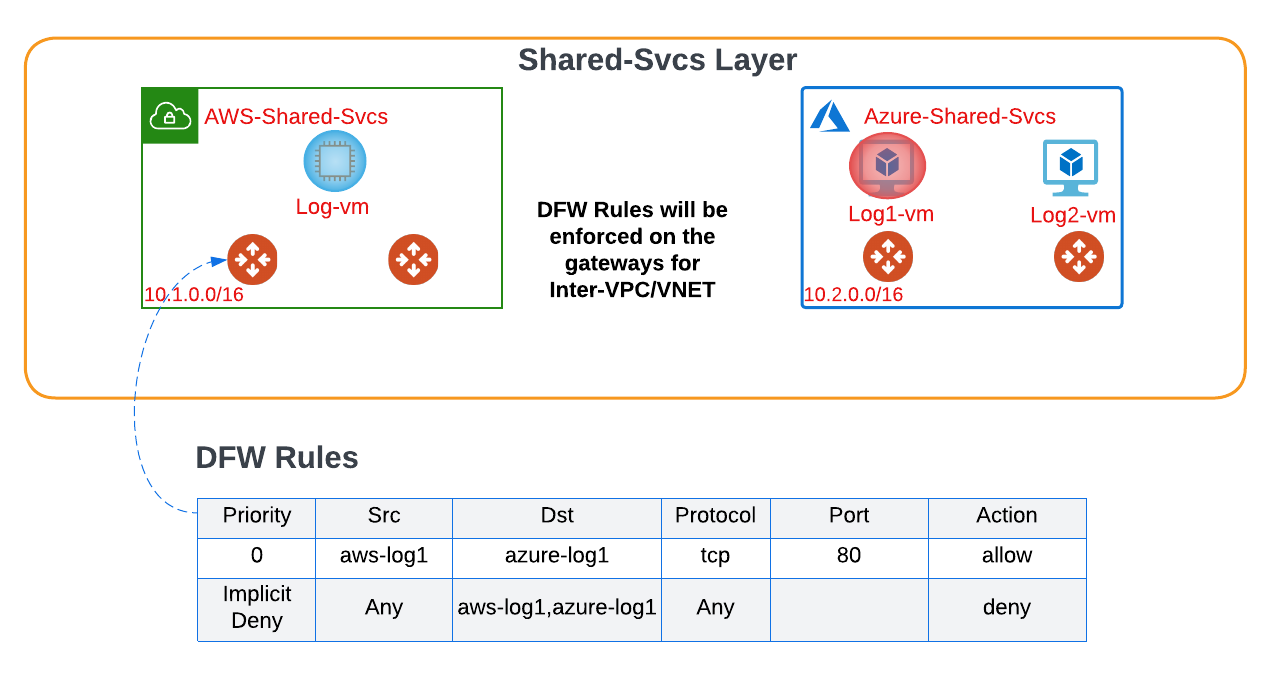 Shared-Svcs Layer
AWS-Shared-Svcs
Log-vm
10.1.0.0/16
DFW Rules will be
enforced on the
gateways for
Inter-VPC/VNET
Azure-Shared-Svcs
Log1-vm
Log2-vm
10.2.0.0/16
DFW Rules
Priority Src Dst Protocol Port Action
0 aws-log1 azure-log1 tcp 80 allow
Implicit
Deny Any aws-log1,azure-log1 Any deny